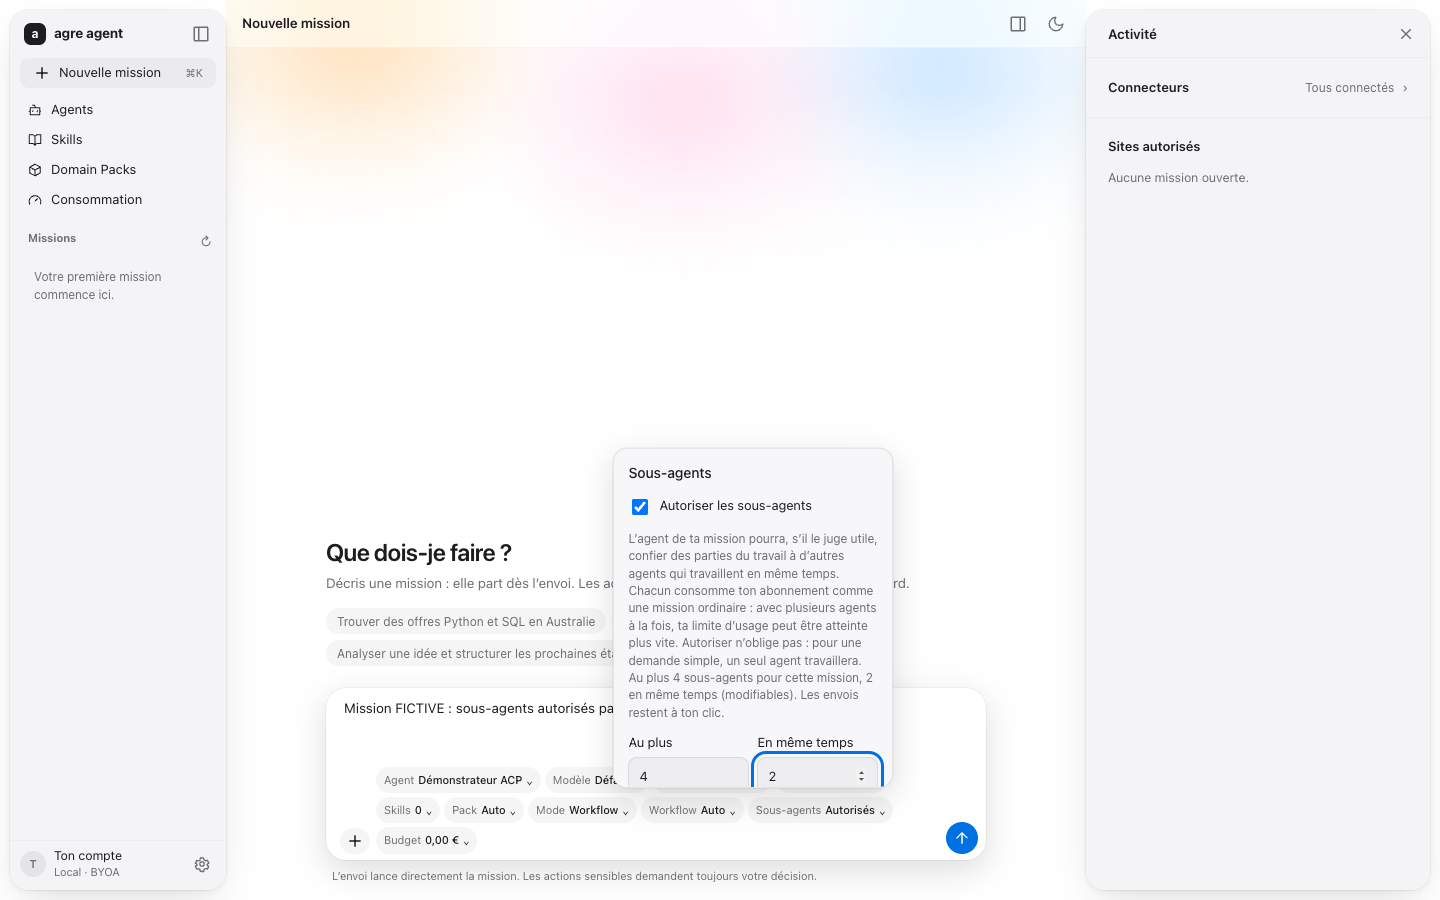 a agre agent
Nouvelle mission ⌘K
Agents
Skills
Domain Packs
Consommation
Missions
Votre première mission
commence ici.
T
Ton compte
Local · BYOA
Nouvelle mission
Sous-agents
Autoriser les sous-agents
L'agent de ta mission pourra, s'il le juge utile,
confier des parties du travail à d'autres
agents qui travaillent en même temps.
Chacun consomme ton abonnement comme
une mission ordinaire : avec plusieurs agents
à la fois, ta limite d'usage peut être atteinte
plus vite. Autoriser n'oblige pas : pour une
demande simple, un seul agent travaillera.
Au plus 4 sous-agents pour cette mission, 2
en même temps (modifiables). Les envois
restent à ton clic.
Au plus En même temps
4 2
Que dois-je faire ?
Décris une mission : elle part dès l'envoi. Les
Trouver des offres Python et SQL en Australie
Analyser une idée et structurer les prochaines
Mission FICTIVE : sous-agents autorisés
Agent Démonstrateur ACP Modèle
Skills 0 Pack Auto Mode Workflow Workflow Auto Sous-agents Autorisés
Budget 0,00 €
L'envoi lance directement la mission. Les actions sensibles demandent toujours votre décision.
Activité
Connecteurs Tous connectés ›
Sites autorisés
Aucune mission ouverte.